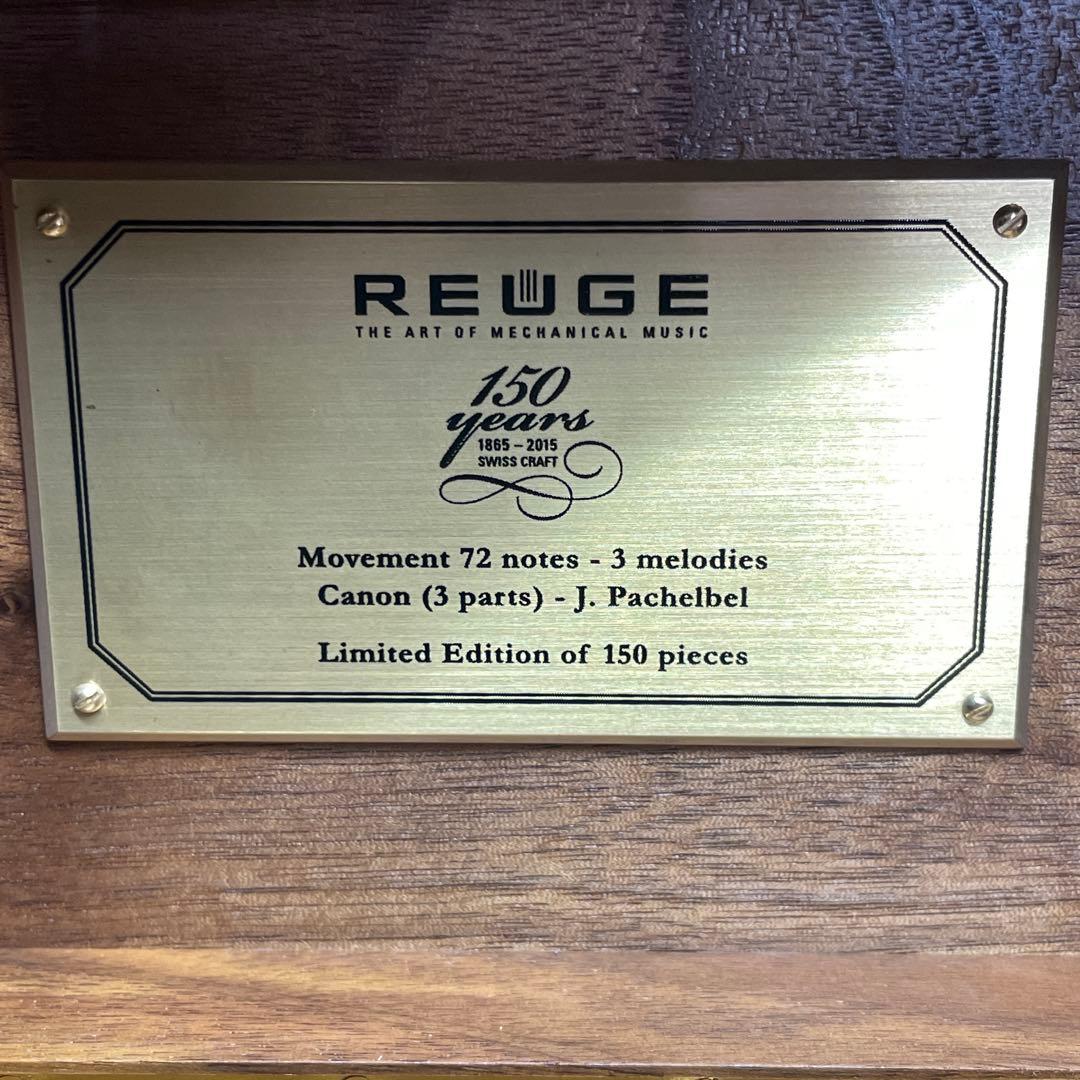 REUGE
THE ART OF MECHANICAL MUSIC
150
years
1865 – 2015
SWISS CRAFT
Movement 72 notes - 3 melodies
Canon (3 parts) - J. Pachelbel
Limited Edition of 150 pieces